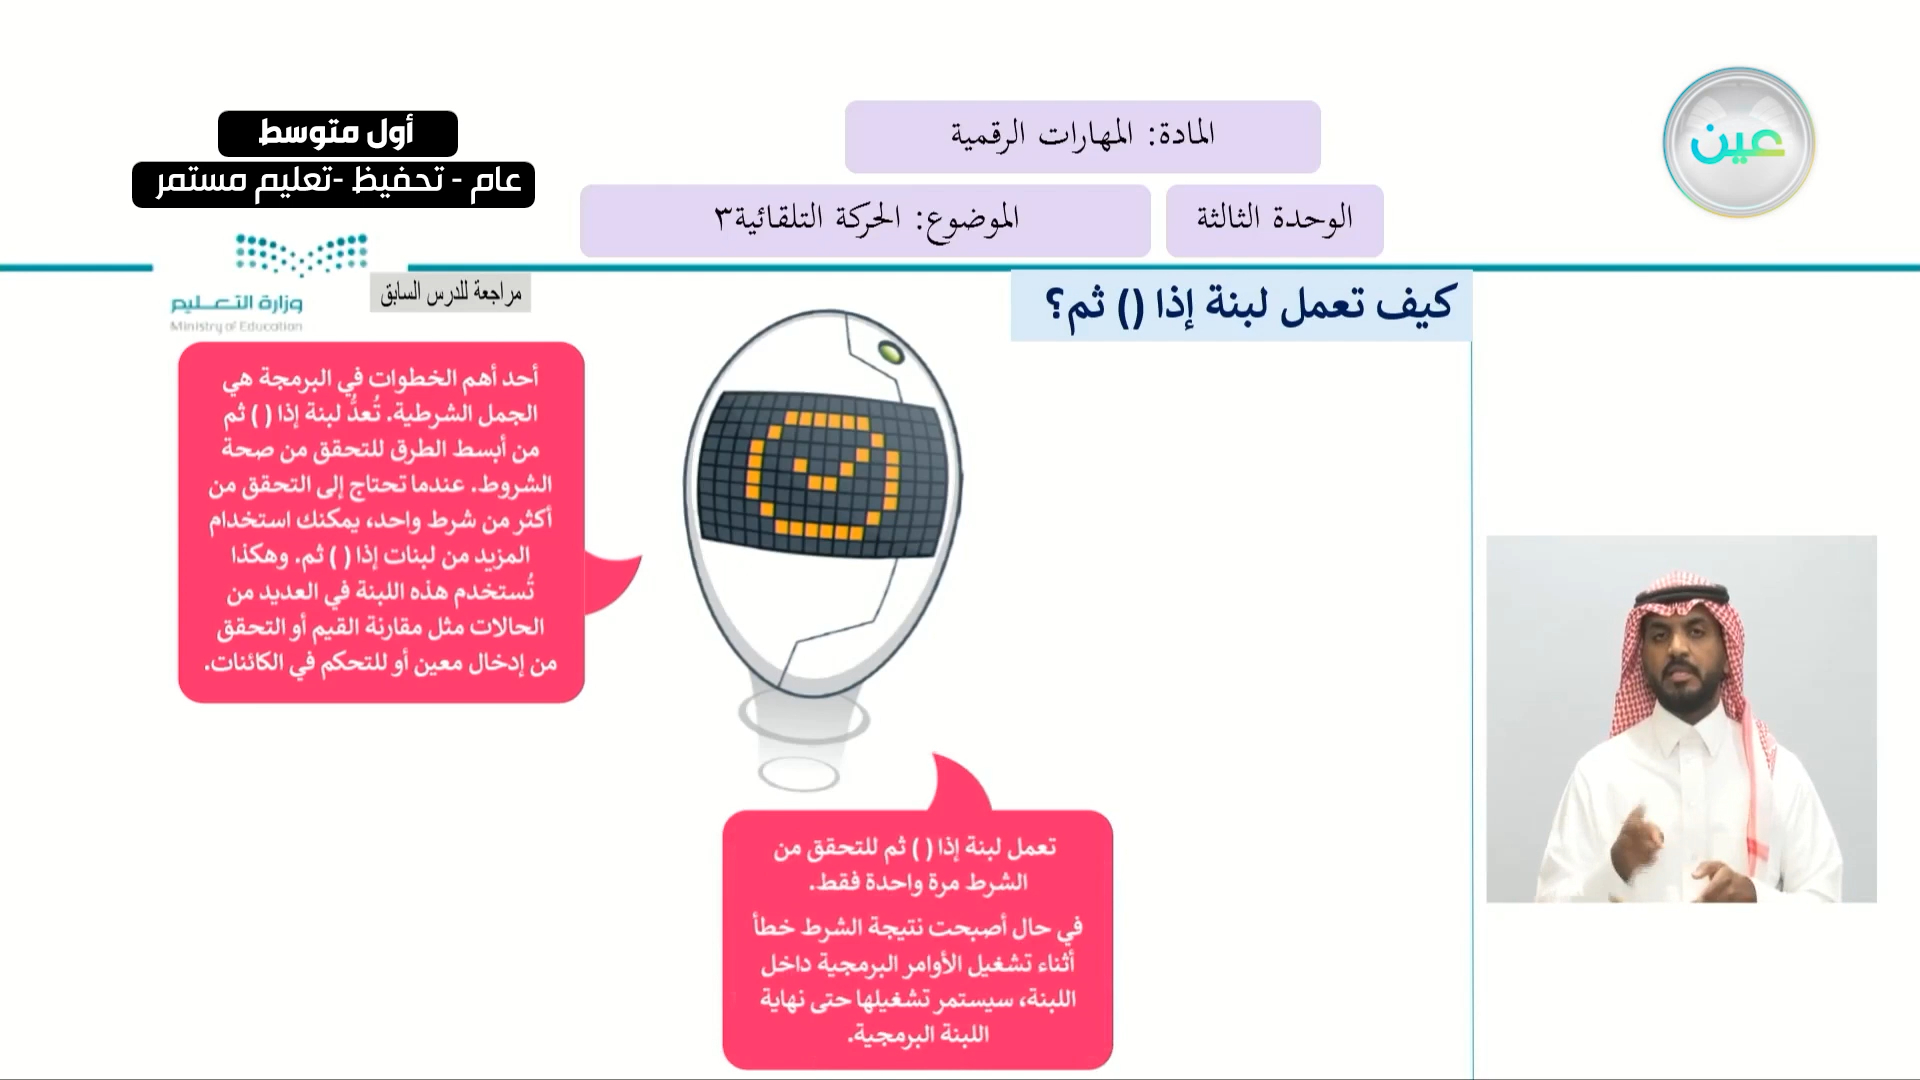 عين
المادة: المهارات الرقمية
أول متوسط
عام - تحفيظ -تعليم مستمر
الوحدة الثالثة
الموضوع: الحركة التلقائية٣
وزارة التعليم
Ministry of Education
مراجعة للدرس السابق
كيف تعمل لبنة إذا () ثم؟
أحد أهم الخطوات في البرمجة هي
الجمل الشرطية. تُعدُّ لبنة إذا ( ) ثم
من أبسط الطرق للتحقق من صحة
الشروط. عندما تحتاج إلى التحقق من
أكثر من شرط واحد، يمكنك استخدام
المزيد من لبنات إذا ( ) ثم. وهكذا
تُستخدم هذه اللبنة في العديد من
الحالات مثل مقارنة القيم أو التحقق
من إدخال معين أو للتحكم في الكائنات.
تعمل لبنة إذا ( ) ثم للتحقق من
الشرط مرة واحدة فقط.
في حال أصبحت نتيجة الشرط خطأ
أثناء تشغيل الأوامر البرمجية داخل
اللبنة، سيستمر تشغيلها حتى نهاية
اللبنة البرمجية.